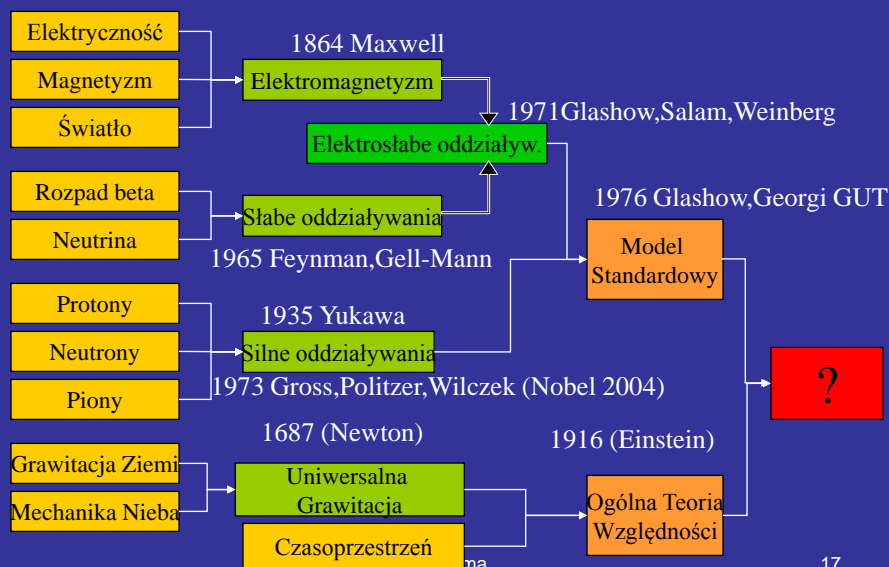 Elektryczność
1864 Maxwell
Magnetyzm
Elektromagnetyzm
1971Glashow,Salam,Weinberg
Światło
Elektrosłabe oddziaływ.
Rozpad beta
1976 Glashow,Georgi GUT
Słabe oddziaływania
Neutrina
Model
Standardowy
1965 Feynman,Gell-Mann
Protony
1935 Yukawa
Neutrony
Silne oddziaływania
?
Piony
1973 Gross,Politzer,Wilczek (Nobel 2004)
1687 (Newton)
1916 (Einstein)
Grawitacja Ziemi
Uniwersalna
Grawitacja
Ogólna Teoria
Względności
Mechanika Nieba
Czasoprzestrzeń
17